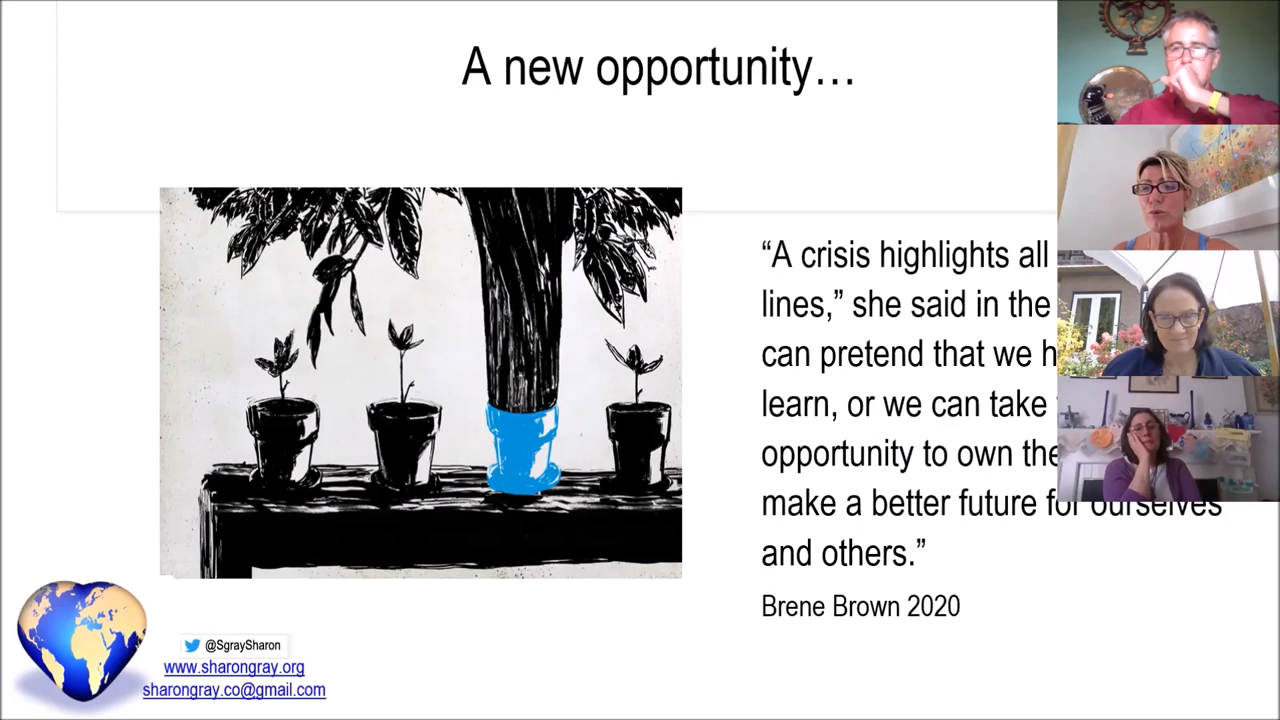 A new opportunity…
“A crisis highlights all
lines,” she said in the
can pretend that we h
learn, or we can take
opportunity to own the
make a better future for ourselves
and others.”
Brene Brown 2020
@SgraySharon
www.sharongray.org
sharongray.co@gmail.com